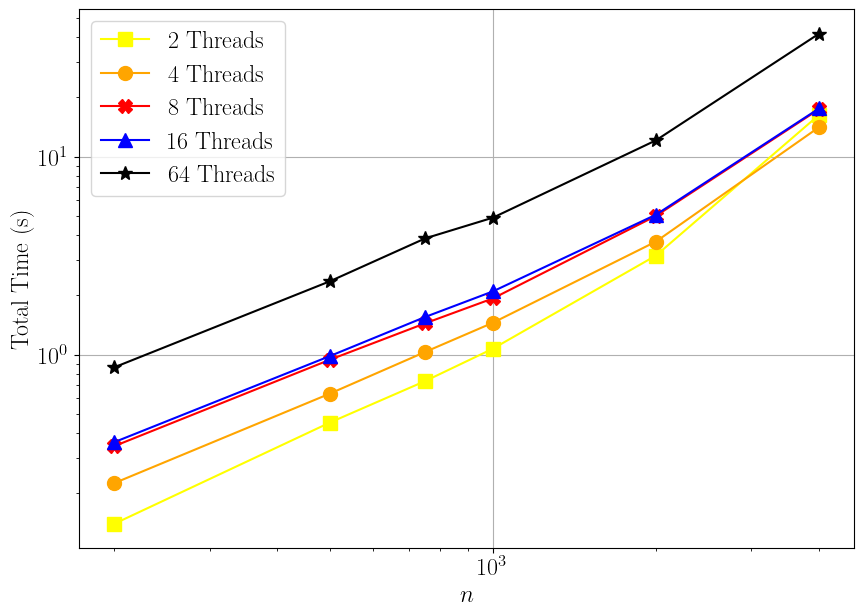 2 Threads
4 Threads
8 Threads
16 Threads
64 Threads
Total Time (s)
10¹
10⁰
10³
n